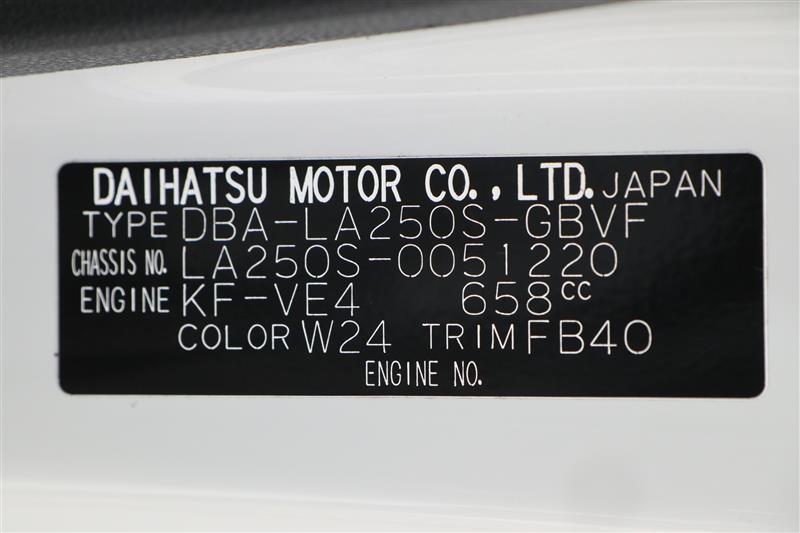 DAIHATSU MOTOR CO., LTD. JAPAN
TYPE DBA-LA250S-GBVF
CHASSIS NO. LA250S-0051220
ENGINE KF-VE4 658cc
COLOR W24 TRIM FB40
ENGINE NO.